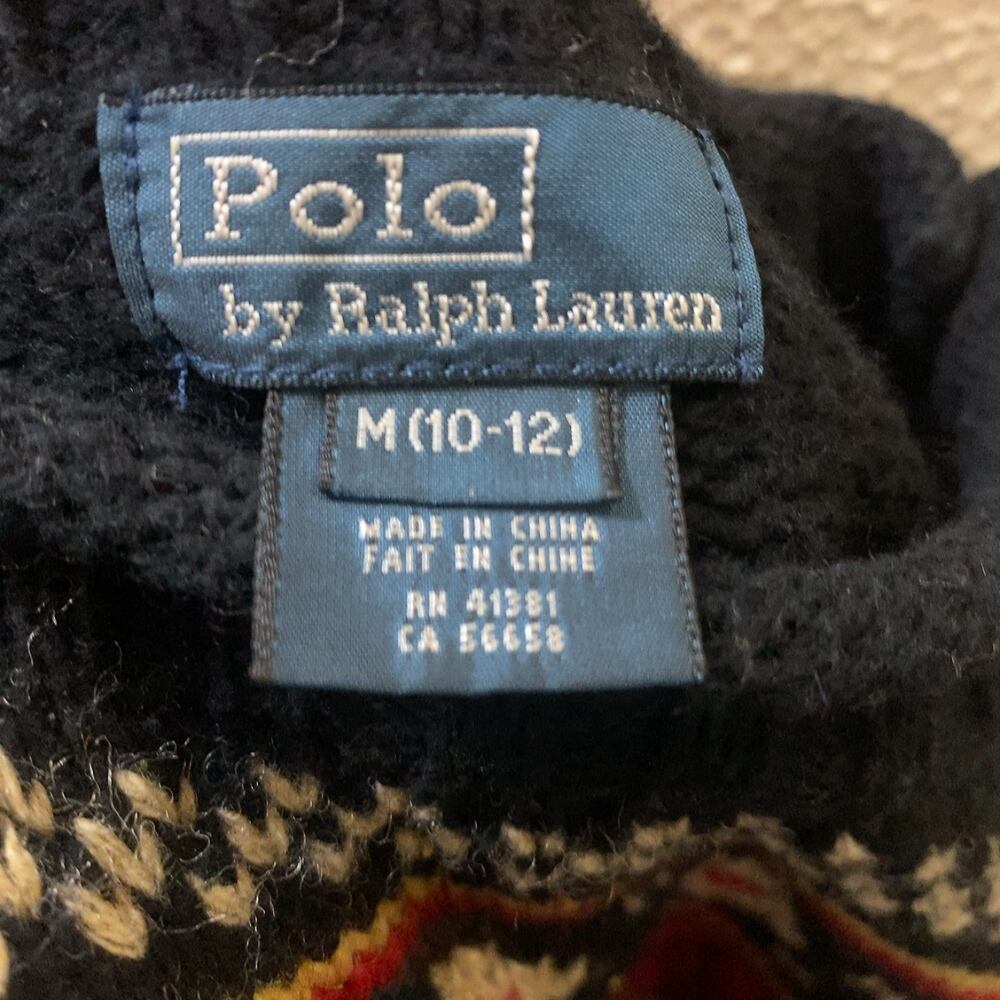 Polo
by Ralph Lauren
M (10-12)
MADE IN CHINA
FAIT EN CHINE
RN 41381
CA 56658